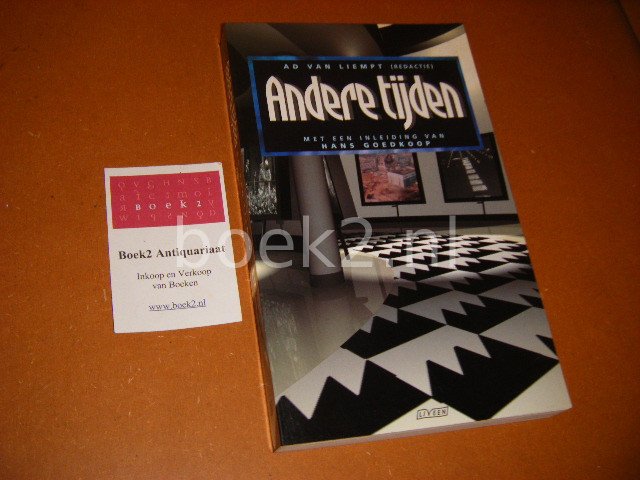 AD VAN LIEMPT (REDACTIE)
Andere tijden
MET EEN INLEIDING VAN
HANS GOEDKOOP
boek2.nl
Boek2
Boek2 Antiquariaat
Inkoop en Verkoop
van Boeken
www.boek2.nl